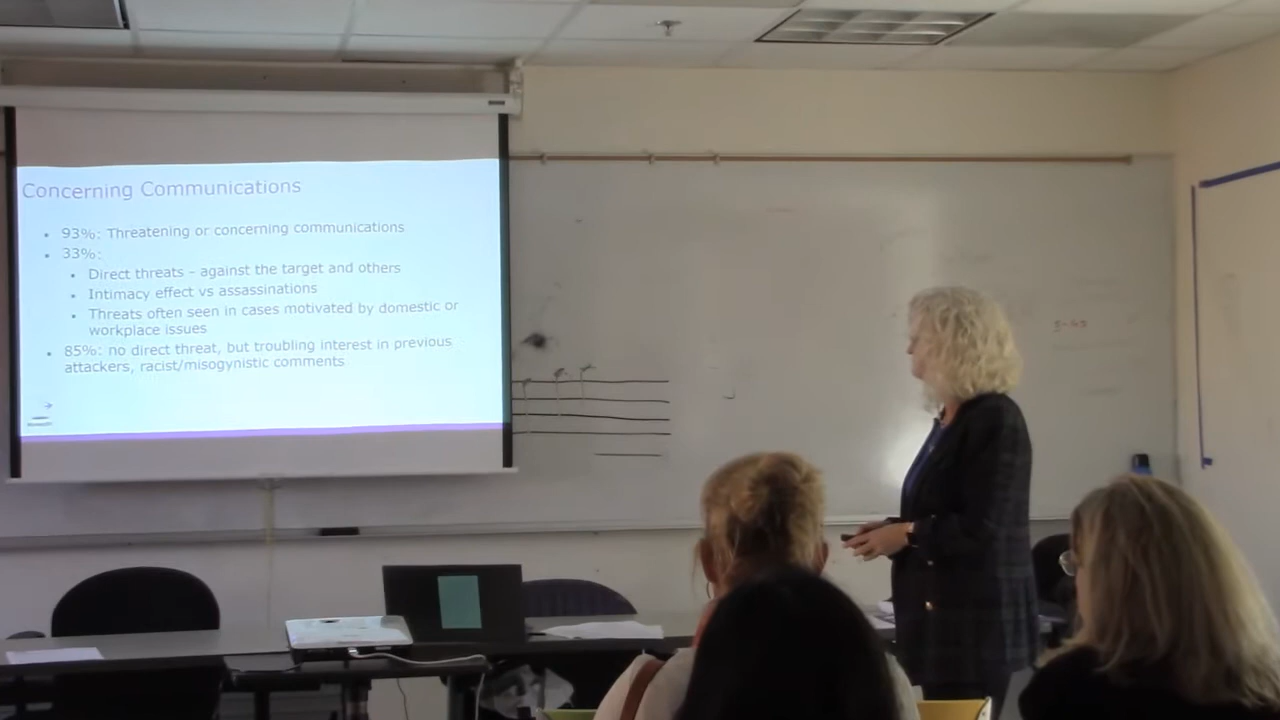 Concerning Communications
• 93%: Threatening or concerning communications
• 33%:
• Direct threats – against the target and others
• Intimacy effect vs assassinations
• Threats often seen in cases motivated by domestic or
workplace issues
• 85%: no direct threat, but troubling interest in previous
attackers, racist/misogynistic comments